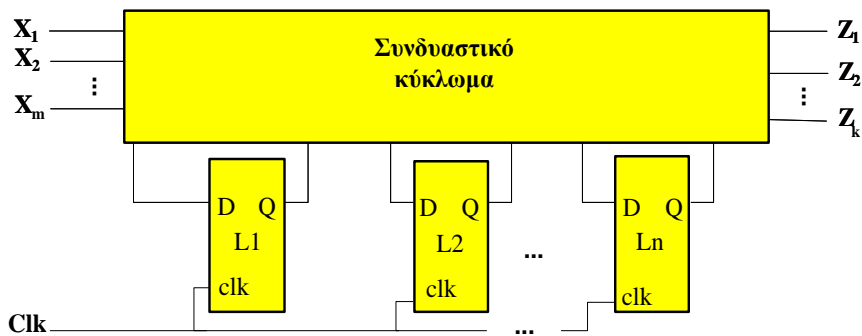 X1
X2
...
Xm
Συνδυαστικό
κύκλωμα
Z1
Z2
...
Zk
D Q
L1
clk
D Q
L2
clk
...
D Q
Ln
clk
Clk
...